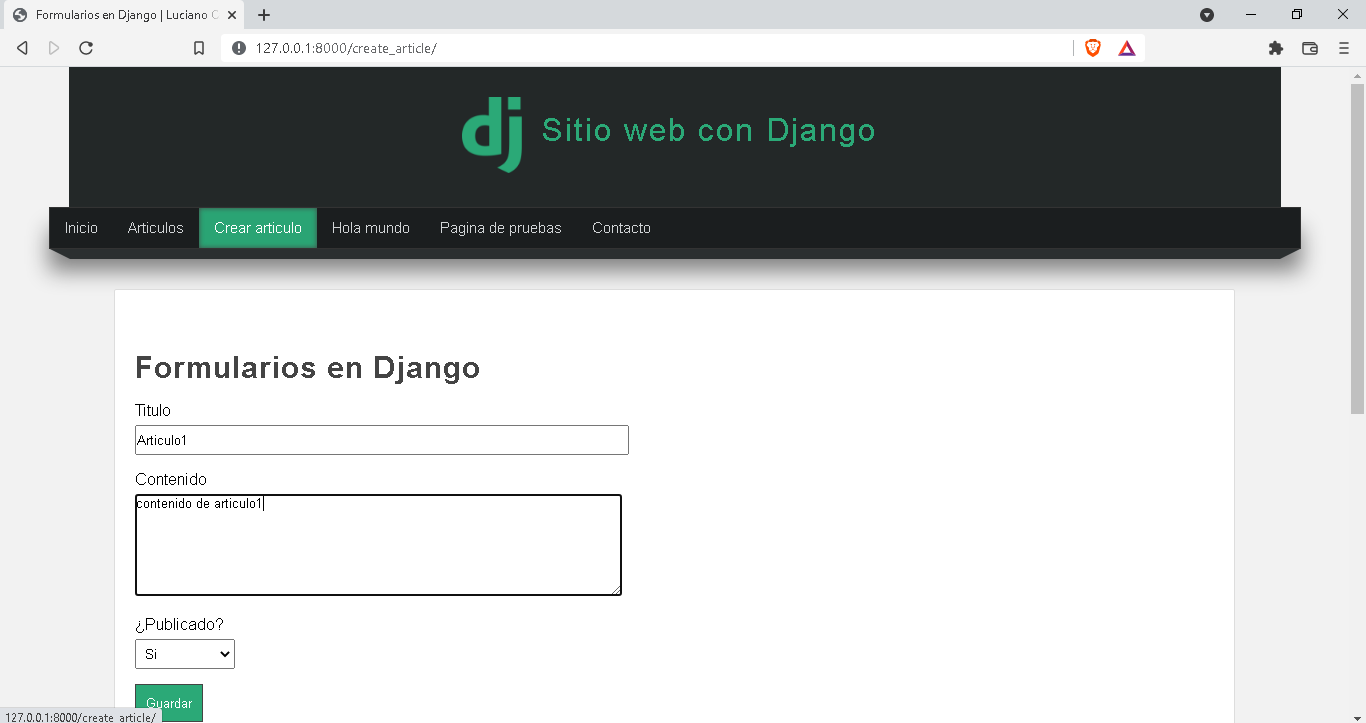 Formularios en Django | Luciano C
127.0.0.1:8000/create_article/
dj Sitio web con Django
Inicio Articulos Crear articulo Hola mundo Pagina de pruebas Contacto
Formularios en Django
Titulo
Articulo1
Contenido
contenido de articulo1
¿Publicado?
Si
Guardar
127.0.0.1:8000/create_article/